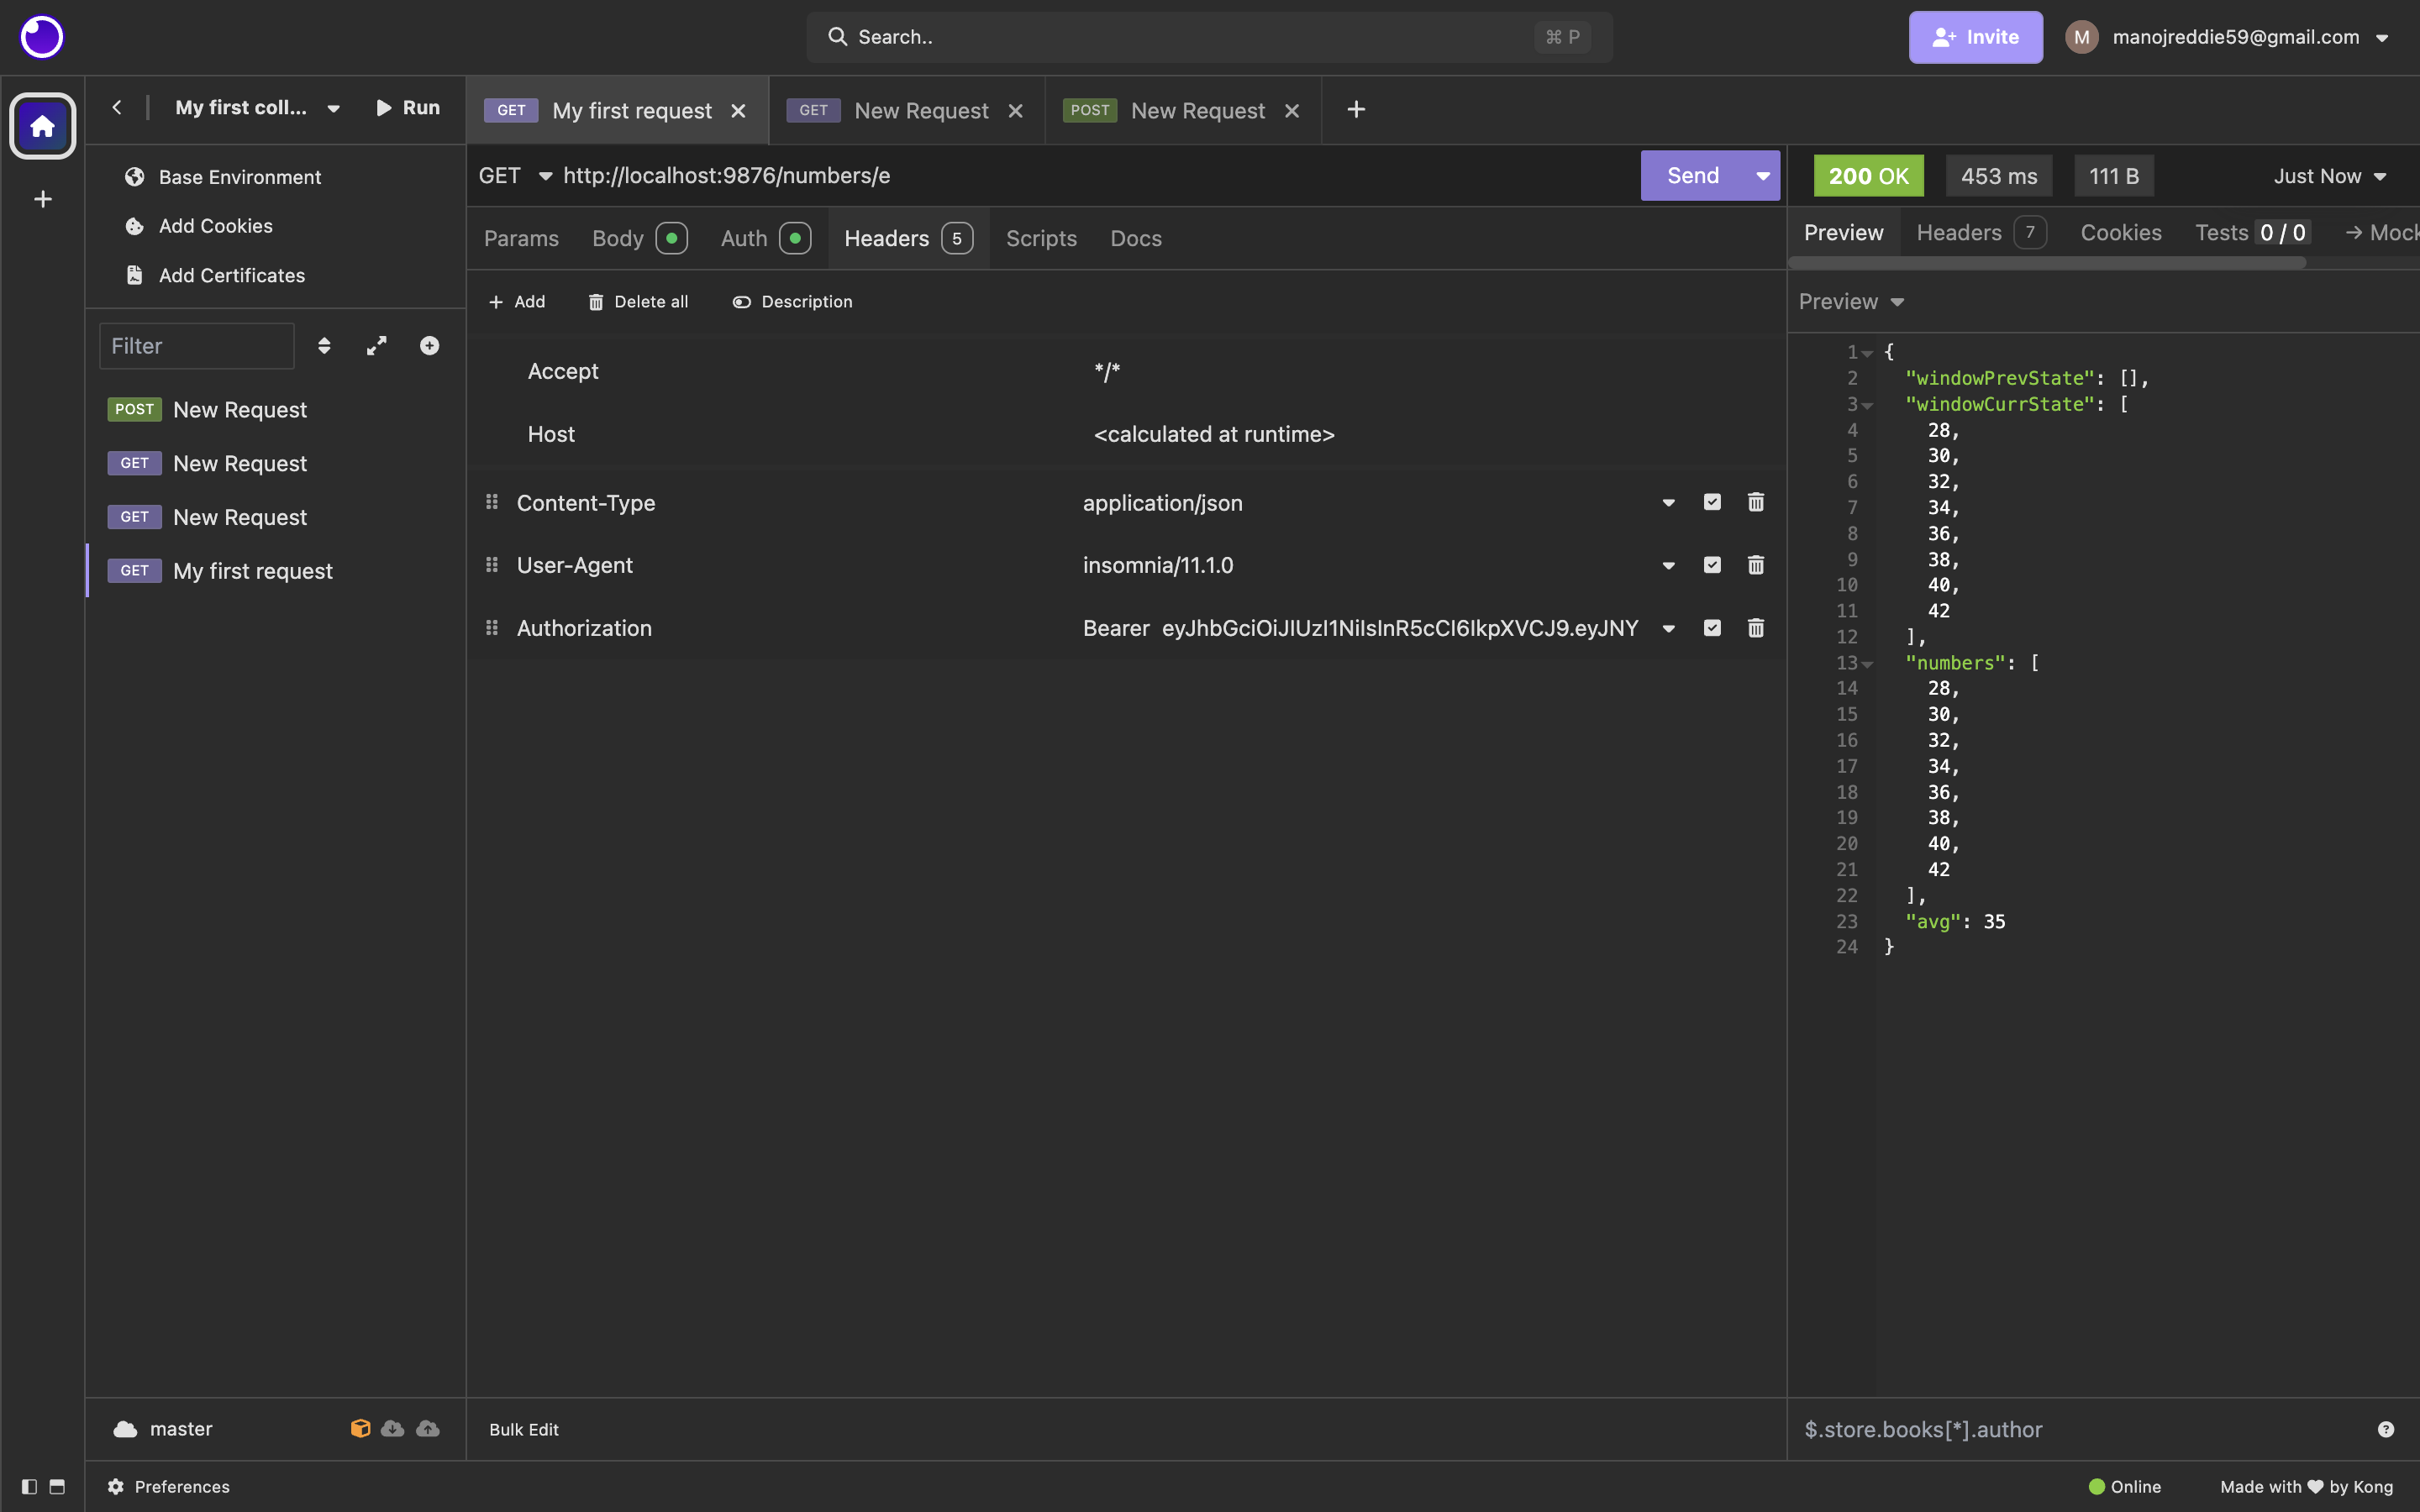 Search..
⌘ P
Invite
M
manojreddie59@gmail.com
My first coll...
Run
GET My first request
GET New Request
POST New Request
Base Environment
Add Cookies
Add Certificates
Filter
POST New Request
GET New Request
GET New Request
GET My first request
GET http://localhost:9876/numbers/e
Send
Params
Body
Auth
Headers 5
Scripts
Docs
Add
Delete all
Description
Accept */*
Host <calculated at runtime>
Content-Type application/json
User-Agent insomnia/11.1.0
Authorization Bearer eyJhbGciOiJIUzI1NiIsInR5cCI6IkpXVCJ9.eyJNY
200 OK
453 ms
111 B
Just Now
Preview
Headers 7
Cookies
Tests 0 / 0
→ Mock
Preview
1 {
2 "windowPrevState": [],
3 "windowCurrState": [
4 28,
5 30,
6 32,
7 34,
8 36,
9 38,
10 40,
11 42
12 ],
13 "numbers": [
14 28,
15 30,
16 32,
17 34,
18 36,
19 38,
20 40,
21 42
22 ],
23 "avg": 35
24 }
master
Bulk Edit
$.store.books[*].author
Preferences
Online
Made with ♥ by Kong